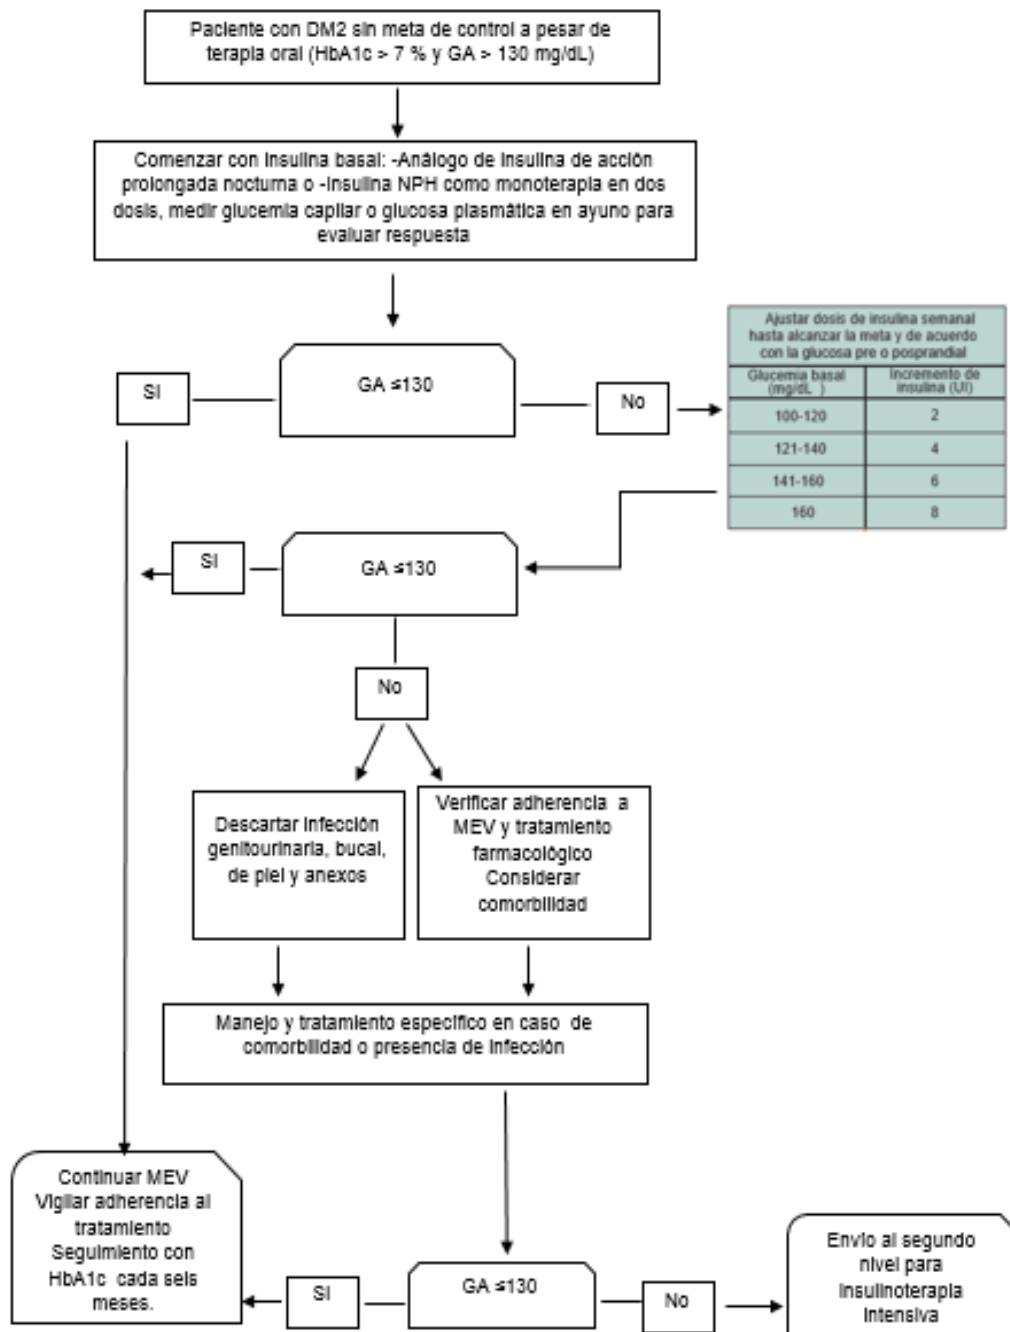 Paciente con DM2 sin meta de control a pesar de
terapia oral (HbA1c > 7 % y GA > 130 mg/dL)
Comenzar con insulina basal: -Análogo de insulina de acción
prolongada nocturna o -Insulina NPH como monoterapia en dos
dosis, medir glucemia capilar o glucosa plasmática en ayuno para
evaluar respuesta
GA ≤130
SI
No
Ajustar dosis de insulina semanal
hasta alcanzar la meta y de acuerdo
con la glucosa pre o posprandial
Glucemia basal
(mg/dL )
Incremento de
insulina (UI)
100-120
2
121-140
4
141-160
6
160
8
GA ≤130
SI
No
Descartar infección
genitourinaria, bucal,
de piel y anexos
Verificar adherencia a
MEV y tratamiento
farmacológico
Considerar
comorbilidad
Manejo y tratamiento específico en caso de
comorbilidad o presencia de infección
Continuar MEV
Vigilar adherencia al
tratamiento
Seguimiento con
HbA1c cada seis
meses.
SI
GA ≤130
No
Envío al segundo
nivel para
insulinoterapia
intensiva